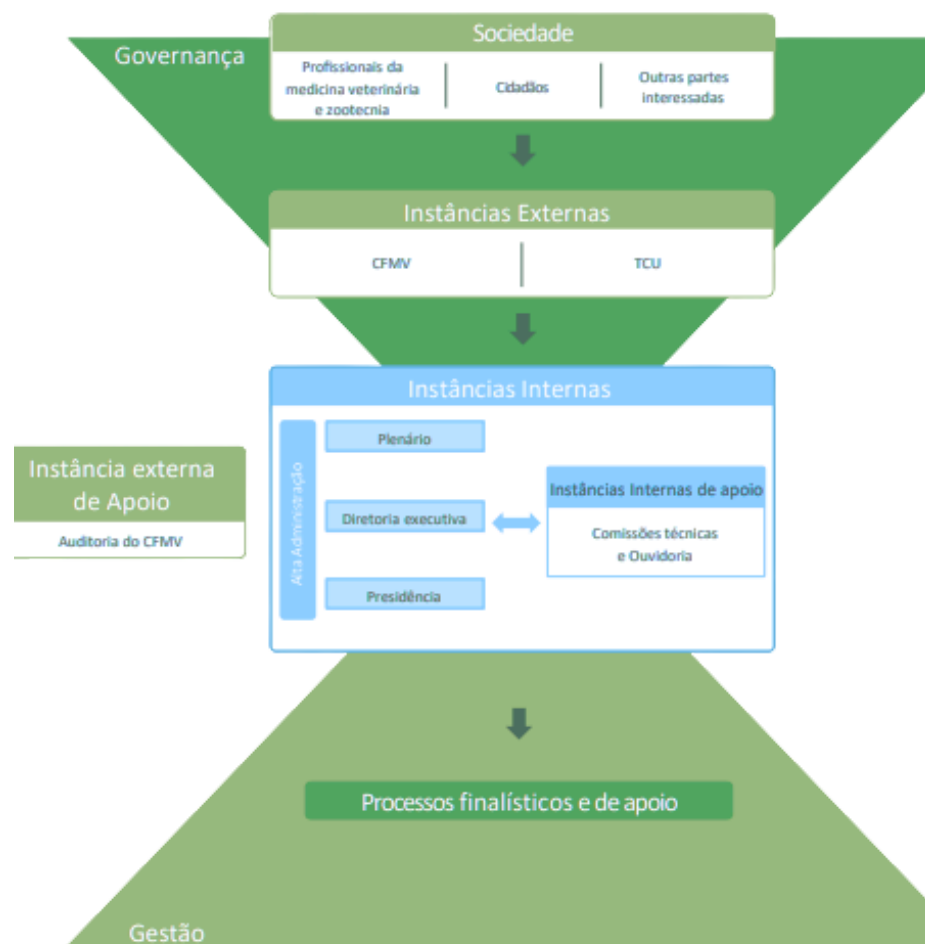 Governança
Sociedade
Profissionais da
medicina veterinária
e zootecnia
Cidadãos
Outras partes
interessadas
Instâncias Externas
CFMV
TCU
Instâncias Internas
Alta Administração
Plenário
Diretoria executiva
Presidência
Instâncias Internas de apoio
Comissões técnicas
e Ouvidoria
Instância externa
de Apoio
Auditoria do CFMV
Processos finalísticos e de apoio
Gestão